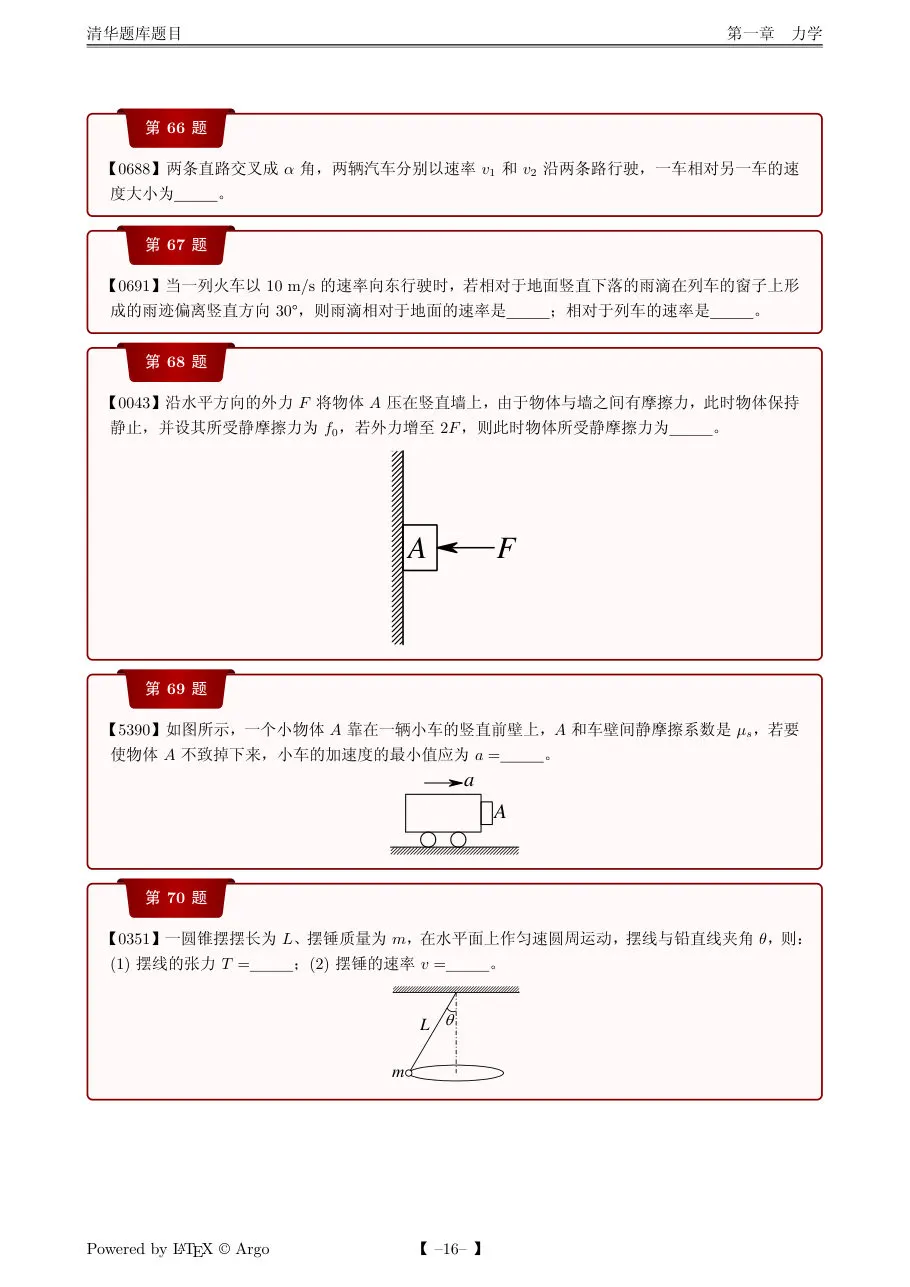 清华题库题目 第一章 力学
第 66 题
【0688】两条直路交叉成 α 角，两辆汽车分别以速率 v₁ 和 v₂ 沿两条路行驶，一车相对另一车的速
度大小为_____。
第 67 题
【0691】当一列火车以 10 m/s 的速率向东行驶时，若相对于地面竖直下落的雨滴在列车的窗子上形
成的雨迹偏离竖直方向 30°，则雨滴相对于地面的速率是_____；相对于列车的速率是_____。
第 68 题
【0043】沿水平方向的外力 F 将物体 A 压在竖直墙上，由于物体与墙之间有摩擦力，此时物体保持
静止，并设其所受静摩擦力为 f₀，若外力增至 2F，则此时物体所受静摩擦力为_____。
A F
第 69 题
【5390】如图所示，一个小物体 A 靠在一辆小车的竖直前壁上，A 和车壁间静摩擦系数是 μₛ，若要
使物体 A 不致掉下来，小车的加速度的最小值应为 a =_____。
a
A
第 70 题
【0351】一圆锥摆摆长为 L、摆锤质量为 m，在水平面上作匀速圆周运动，摆线与铅直线夹角 θ，则：
(1) 摆线的张力 T =_____；(2) 摆锤的速率 v =_____。
L θ
m
Powered by LATEX © Argo 【 –16– 】